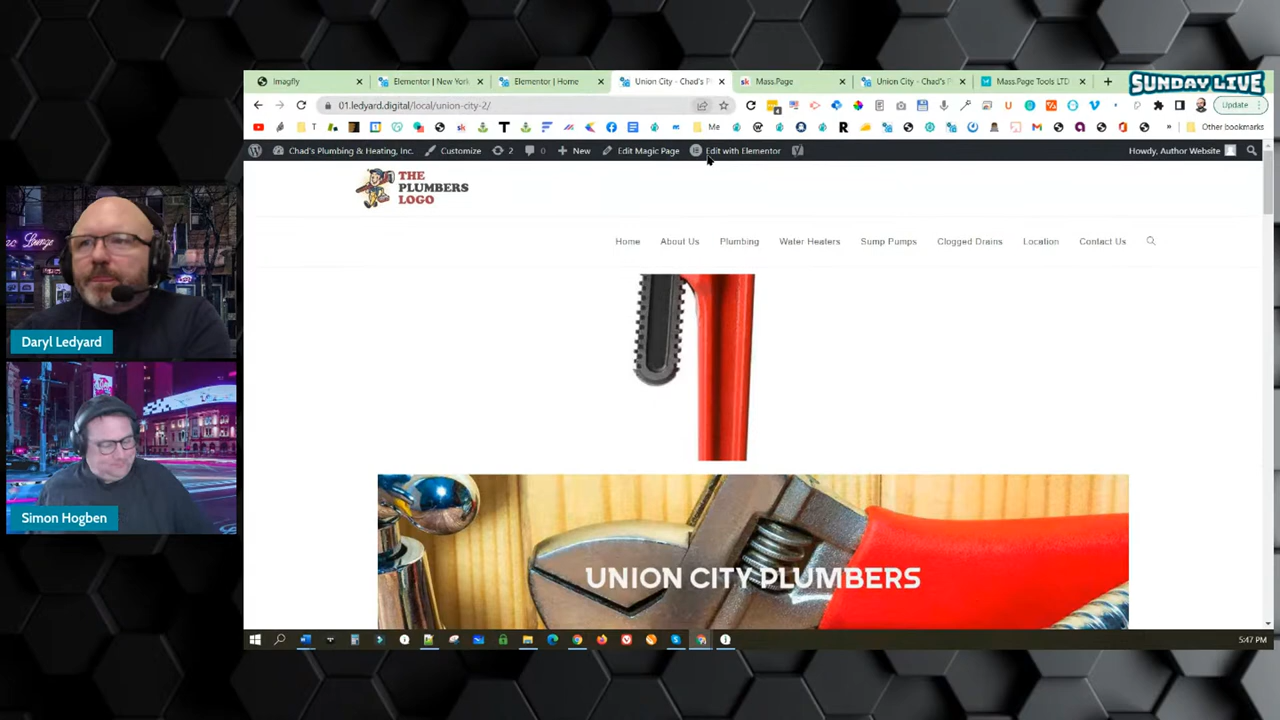 Imagfly
Elementor | New York
Elementor | Home
Union City - Chad's P
Mass.Page
Union City - Chad's P
Mass.Page Tools LTD
SUNDAY LIVE
01.ledyard.digital/local/union-city-2/
Update
Me
Other bookmarks
Chad's Plumbing & Heating, Inc.
Customize
2
0
New
Edit Magic Page
Edit with Elementor
Howdy, Author Website
THE
PLUMBERS
LOGO
Home
About Us
Plumbing
Water Heaters
Sump Pumps
Clogged Drains
Location
Contact Us
UNION CITY PLUMBERS
Daryl Ledyard
Simon Hogben
5:47 PM